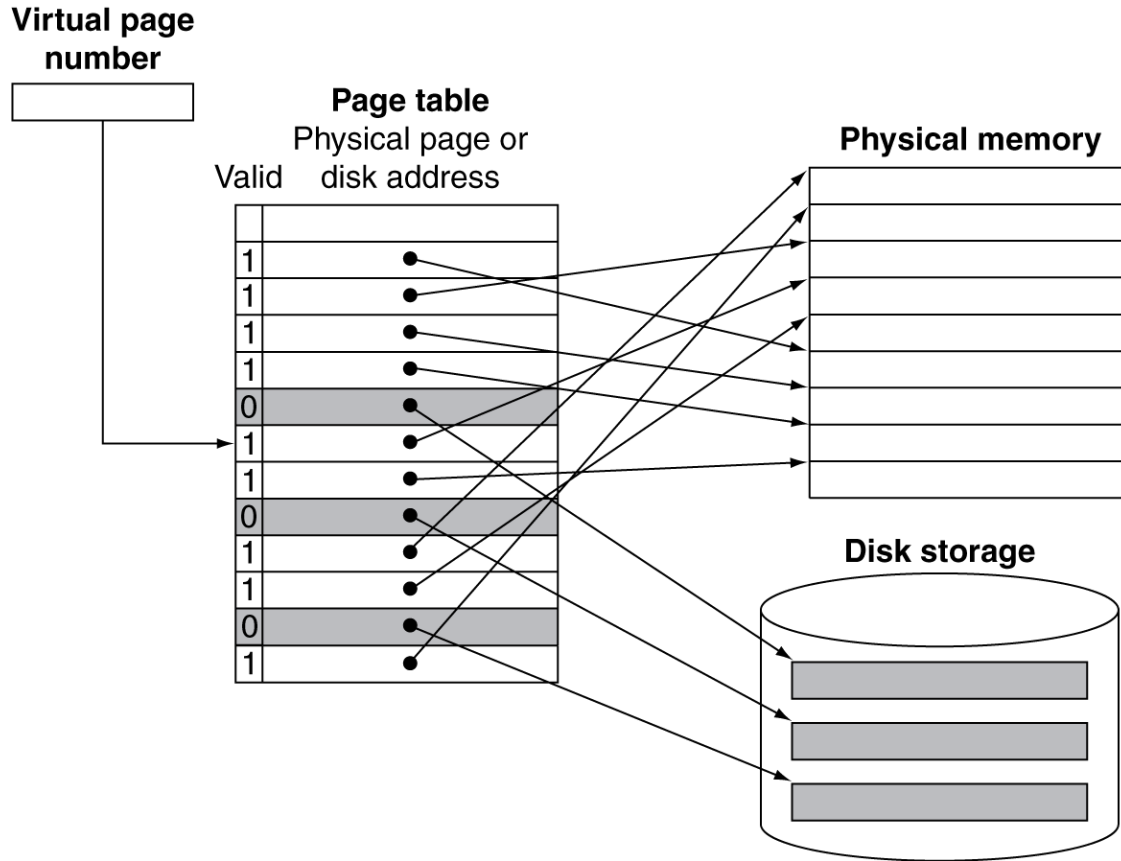 Virtual page
number
Page table
Physical page or
Valid disk address
Physical memory
1
1
1
1
0
1
1
0
1
1
0
1
Disk storage